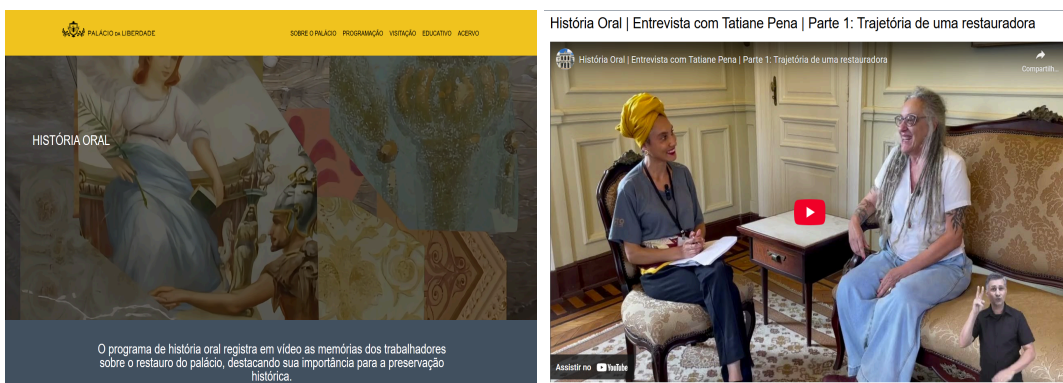 PALÁCIO DA LIBERDADE
SOBRE O PALÁCIO PROGRAMAÇÃO VISITAÇÃO EDUCATIVO ACERVO
HISTÓRIA ORAL
O programa de história oral registra em vídeo as memórias dos trabalhadores
sobre o restauro do palácio, destacando sua importância para a preservação
histórica.
História Oral | Entrevista com Tatiane Pena | Parte 1: Trajetória de uma restauradora
História Oral | Entrevista com Tatiane Pena | Parte 1: Trajetória de uma restauradora
Compartilh...
Assistir no YouTube